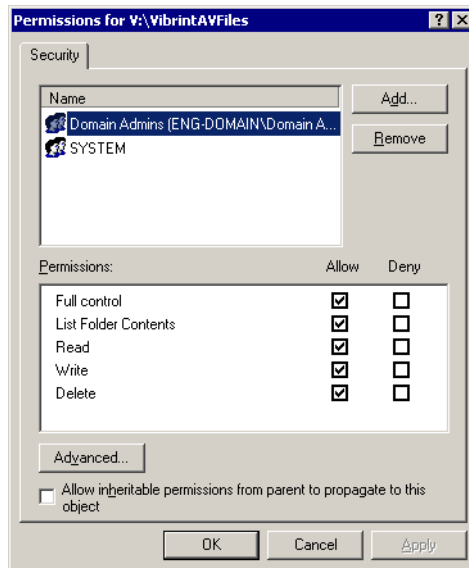 Permissions for V:\VibrintAVFiles
Security
Name
Domain Admins (ENG-DOMAIN\Domain A...
SYSTEM
Add...
Remove
Permissions: Allow Deny
Full control
List Folder Contents
Read
Write
Delete
Advanced...
Allow inheritable permissions from parent to propagate to this
object
OK Cancel Apply